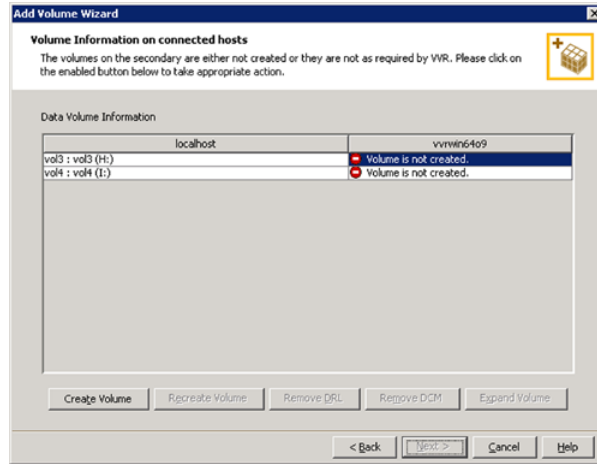 Add Volume Wizard
Volume Information on connected hosts
The volumes on the secondary are either not created or they are not as required by VVR. Please click on
the enabled button below to take appropriate action.
Data Volume Information
localhost vvrwin64o9
vol3 : vol3 (H:) Volume is not created.
vol4 : vol4 (I:) Volume is not created.
Create Volume Recreate Volume Remove DRL Remove DCM Expand Volume
< Back Next > Cancel Help